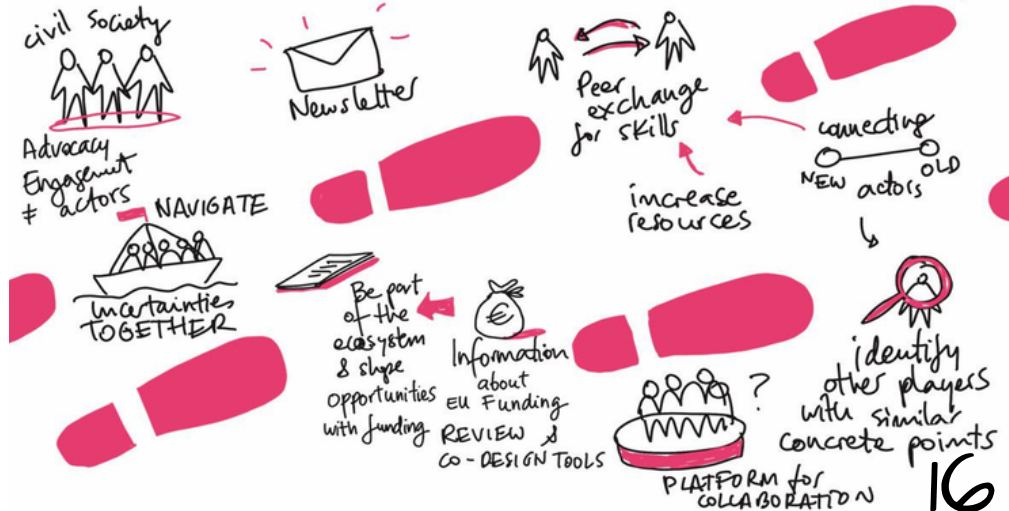 civil Society
Advocacy
Engagement
≠ actors
NAVIGATE
uncertainties
TOGETHER
Newsletter
Peer
exchange
for skills
increase
resources
connecting
NEW
OLD
actors
identify
other players
with similar
concrete points
Be part
of the
ecosystem
& shape
opportunities
with funding
€
Information
about
EU Funding
REVIEW &
CO-DESIGN TOOLS
?
PLATFORM for
COLLABORATION
16